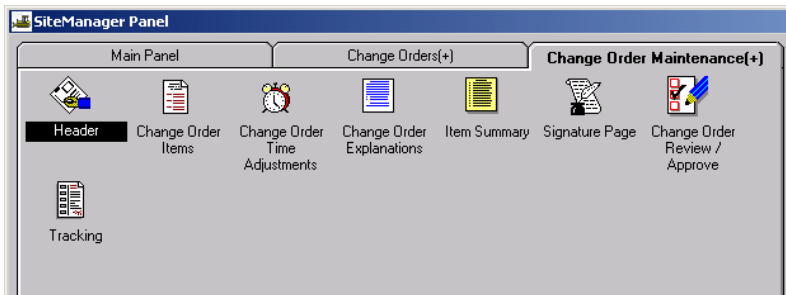 SiteManager Panel
Main Panel
Change Orders(+)
Change Order Maintenance(+)
Header
Change Order
Items
Change Order
Time
Adjustments
Change Order
Explanations
Item Summary
Signature Page
Change Order
Review /
Approve
Tracking